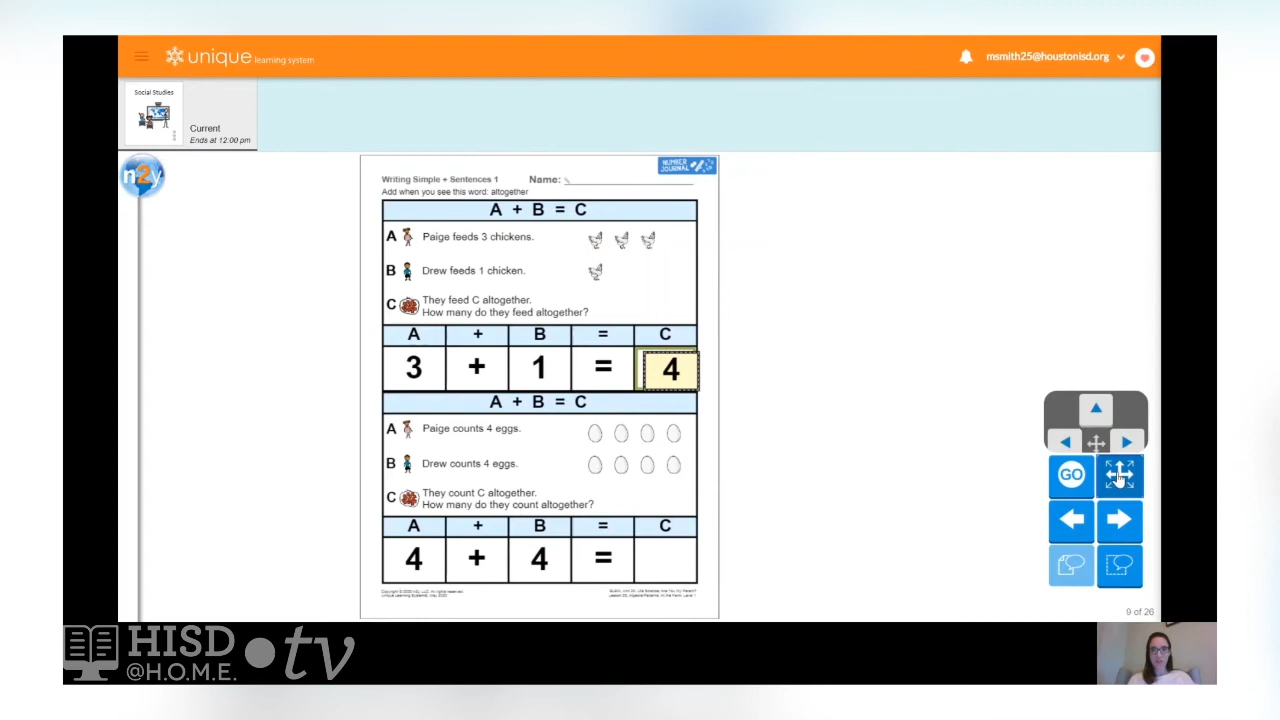 unique learning system
msmith25@houstonisd.org
Social Studies
Current
Ends at 12:00 pm
n2y
NUMBER
JOURNAL
Writing Simple + Sentences 1 Name:
Add when you see this word: altogether
A + B = C
A Paige feeds 3 chickens.
B Drew feeds 1 chicken.
C They feed C altogether.
How many do they feed altogether?
A + B = C
3 + 1 = 4
A + B = C
A Paige counts 4 eggs.
B Drew counts 4 eggs.
C They count C altogether.
How many do they count altogether?
A + B = C
4 + 4 =
GO
9 of 26
HISD
@H.O.M.E.
tv